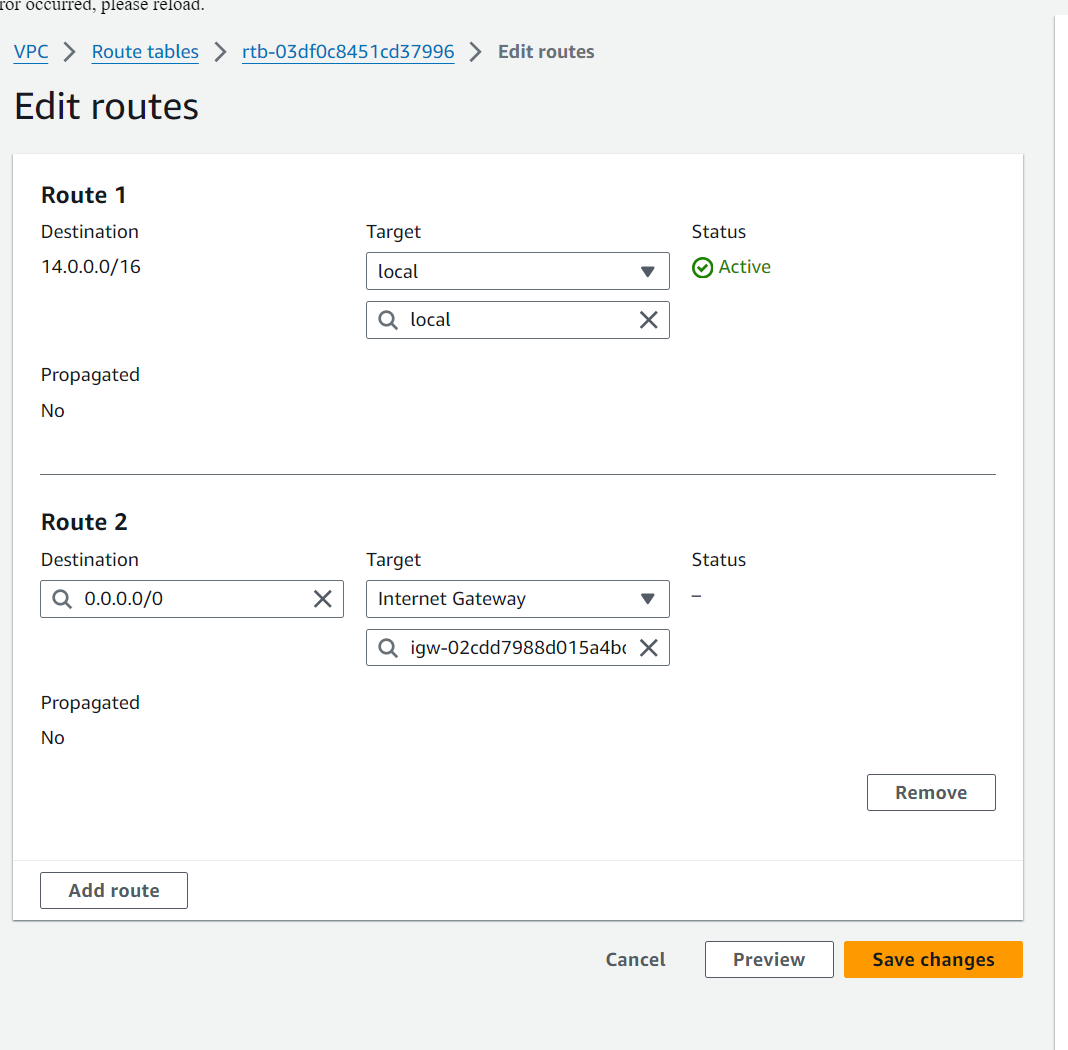 ror occurred, please reload.
VPC > Route tables > rtb-03df0c8451cd37996 > Edit routes
Edit routes
Route 1
Destination Target Status
14.0.0.0/16 local Active
local
Propagated
No
Route 2
Destination Target Status
0.0.0.0/0 Internet Gateway –
igw-02cdd7988d015a4b
Propagated
No
Remove
Add route
Cancel Preview Save changes